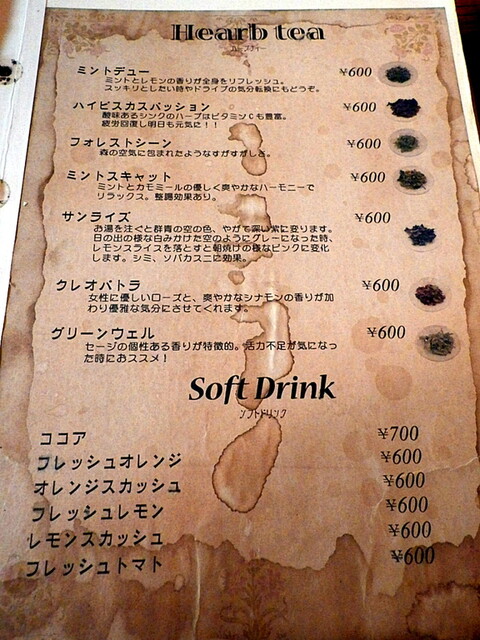 Hearb tea
ハーブティー
ミントデュー ¥600
ミントとレモンの香りが全身をリフレッシュ。
スッキリとしたい時やドライブの気分転換にもどうぞ。
ハイビスカスパッション ¥600
酸味あるシンクのハーブはビタミンCも豊富。
疲労回復し明日も元気に！！
フォレストシーン ¥600
森の空気に包まれたようなすがすがしさ。
ミントスキャット ¥600
ミントとカモミールの優しく爽やかなハーモニーで
リラックス。整腸効果あり。
サンライズ ¥600
お湯を注ぐと群青の空の色、やがて深い紫に変ります。
日の出の様な白みかけた空のようにグレーになった時、
レモンスライスを落とすと朝焼けの様なピンクに変化
します。シミ、ソバカスニに効果。
クレオパトラ ¥600
女性に優しいローズと、爽やかなシナモンの香りが加
わり優雅な気分にさせてくれます。
グリーンウェル ¥600
セージの個性ある香りが特徴的。活力不足が気になっ
た時におススメ！
Soft Drink
ソフトドリンク
ココア ¥700
フレッシュオレンジ ¥600
オレンジスカッシュ ¥600
フレッシュレモン ¥600
レモンスカッシュ ¥600
フレッシュトマト ¥600